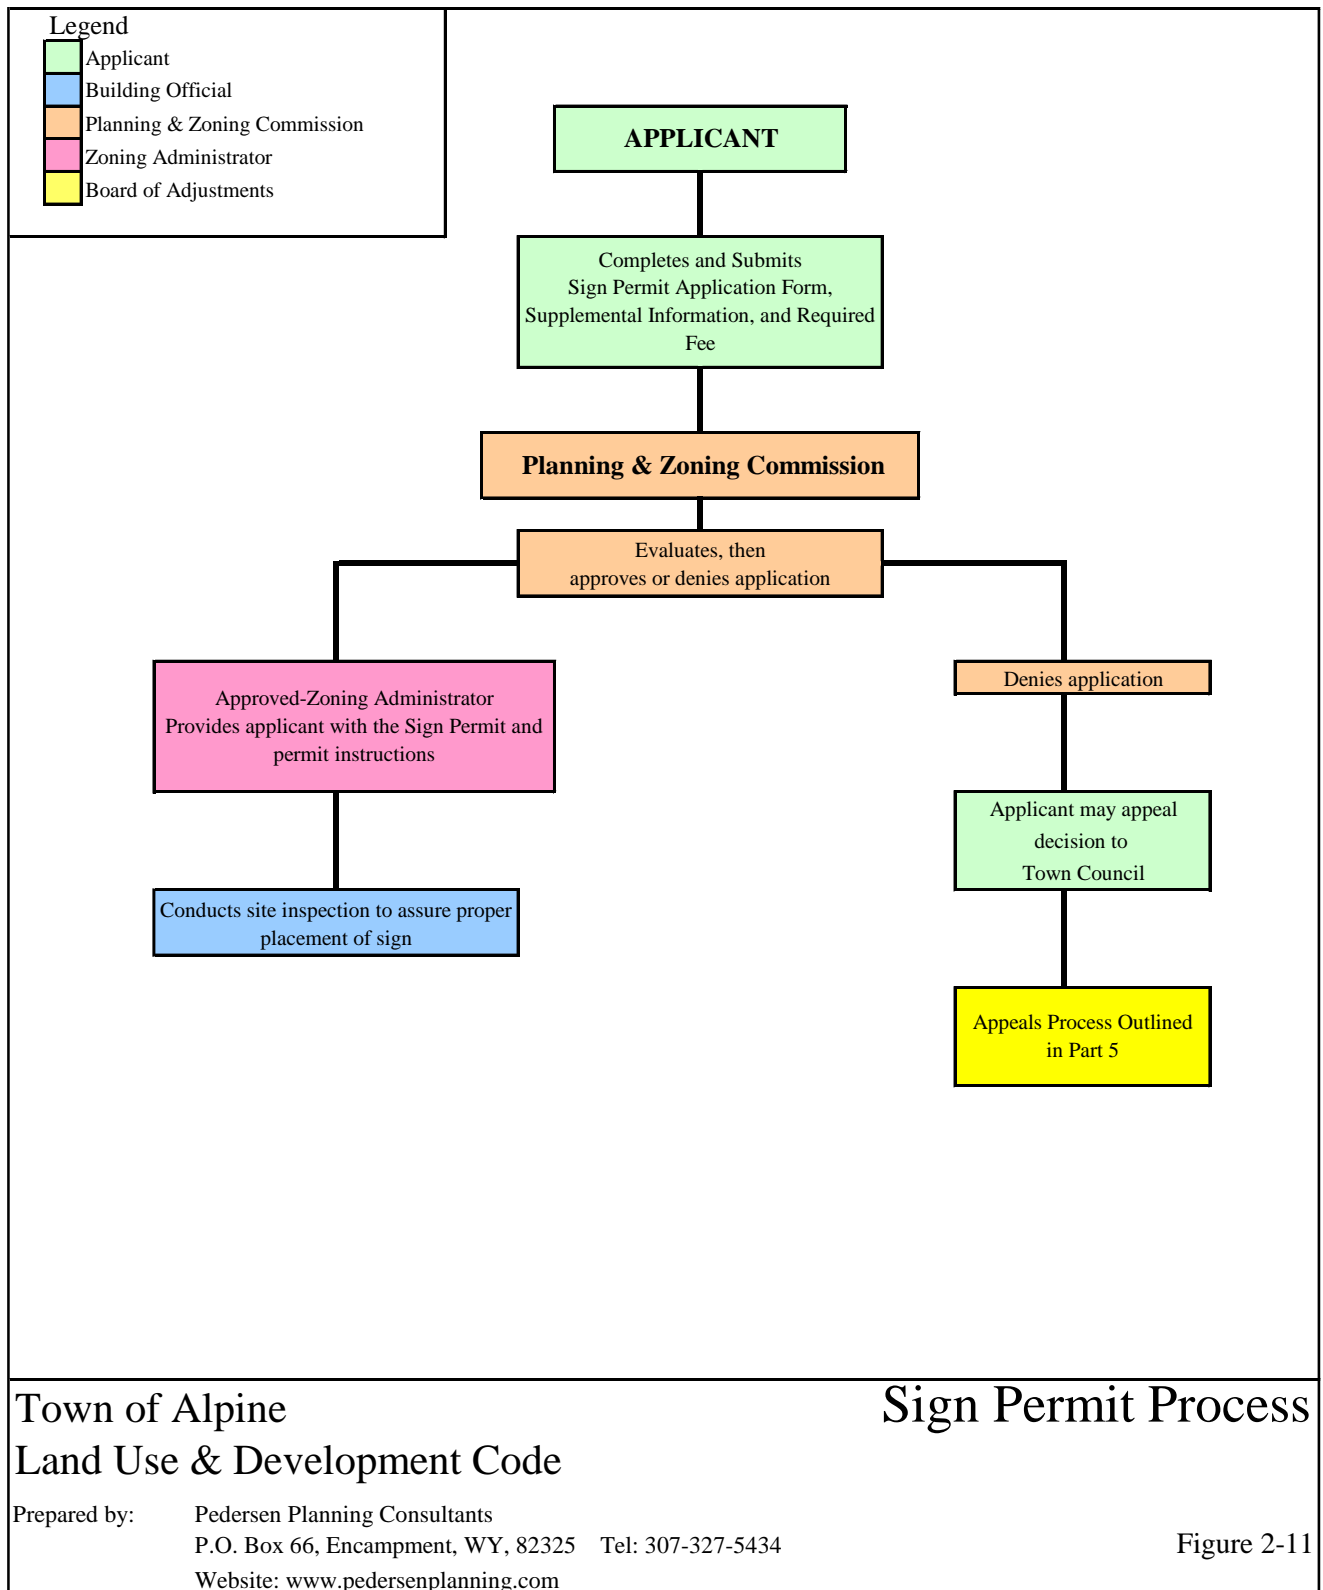 Legend
Applicant
Building Official
Planning & Zoning Commission
Zoning Administrator
Board of Adjustments
APPLICANT
Completes and Submits
Sign Permit Application Form,
Supplemental Information, and Required
Fee
Planning & Zoning Commission
Evaluates, then
approves or denies application
Approved-Zoning Administrator
Provides applicant with the Sign Permit and
permit instructions
Denies application
Applicant may appeal
decision to
Town Council
Conducts site inspection to assure proper
placement of sign
Appeals Process Outlined
in Part 5
Town of Alpine
Sign Permit Process
Land Use & Development Code
Prepared by: Pedersen Planning Consultants
P.O. Box 66, Encampment, WY, 82325 Tel: 307-327-5434
Figure 2-11
Website: www.pedersenplanning.com